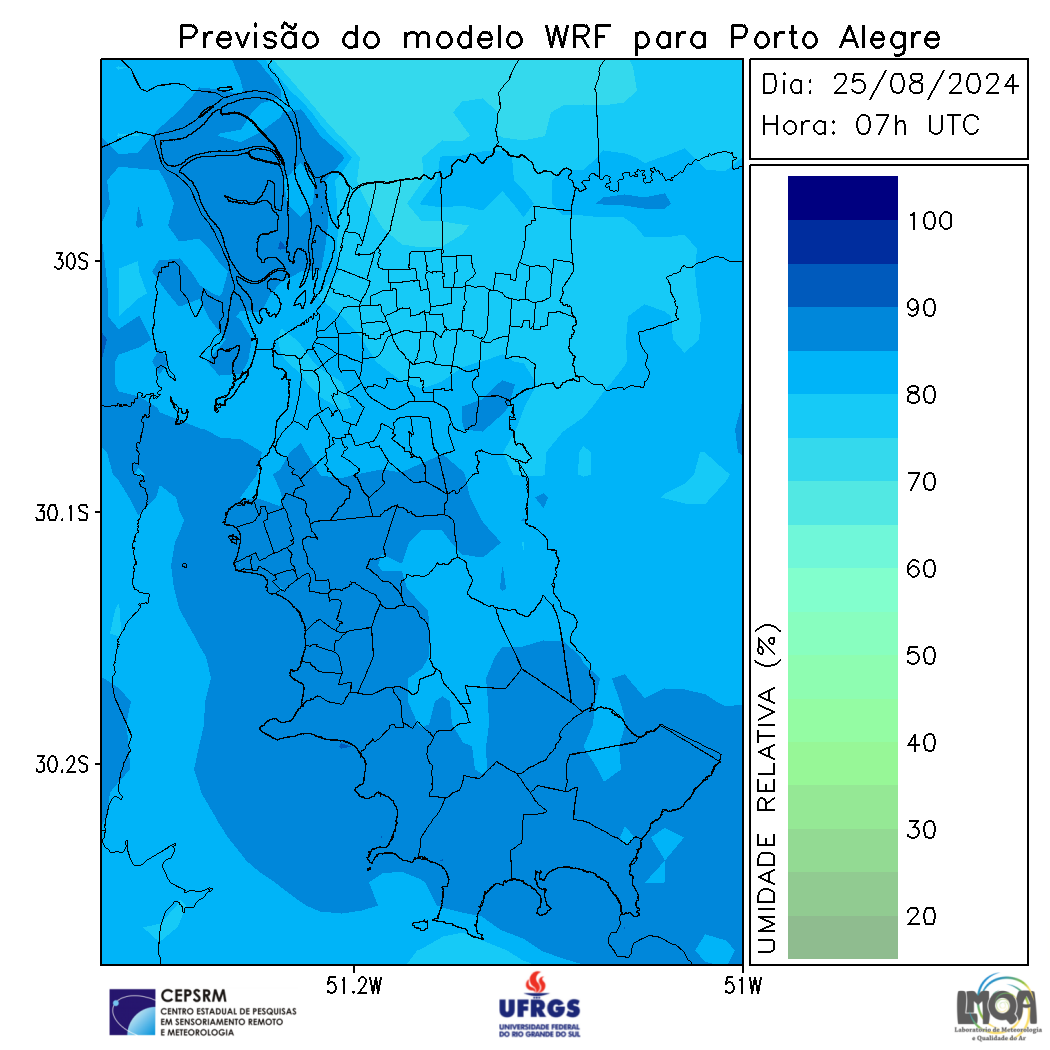 Previsão do modelo WRF para Porto Alegre
Dia: 25/08/2024
Hora: 07h UTC
100
90
80
70
60
50
40
30
20
UMIDADE RELATIVA (%)
30S
30.1S
30.2S
51.2W
51W
CEPSRM
CENTRO ESTADUAL DE PESQUISAS
EM SENSORIAMENTO REMOTO
E METEOROLOGIA
UFRGS
UNIVERSIDADE FEDERAL
DO RIO GRANDE DO SUL
LMQA
Laboratório de Meteorologia
e Qualidade do Ar